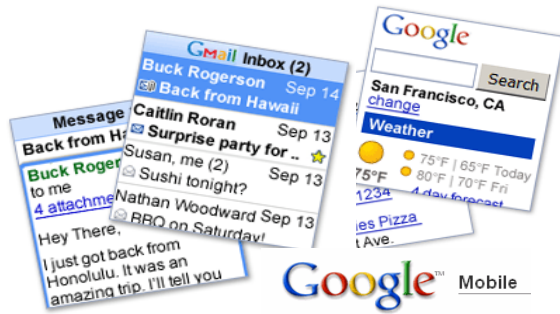 Message
Back from Ha
Buck Roger
to me
4 attachme
Hey There,
I just got back from
Honolulu. It was an
amazing trip. I'll tell you
Gmail Inbox (2)
Buck Rogerson Sep 14
Back from Hawaii
Caitlin Roran Sep 13
Surprise party for ..
Susan, me (2) Sep 13
Sushi tonight?
Nathan Woodward Sep 13
BBQ on Saturday!
Google
Search
San Francisco, CA
change
Weather
75°F
75°F | 65°F Today
80°F | 70°F Fri
4 day forecast
1234
es Pizza
t Ave.
Google™ Mobile